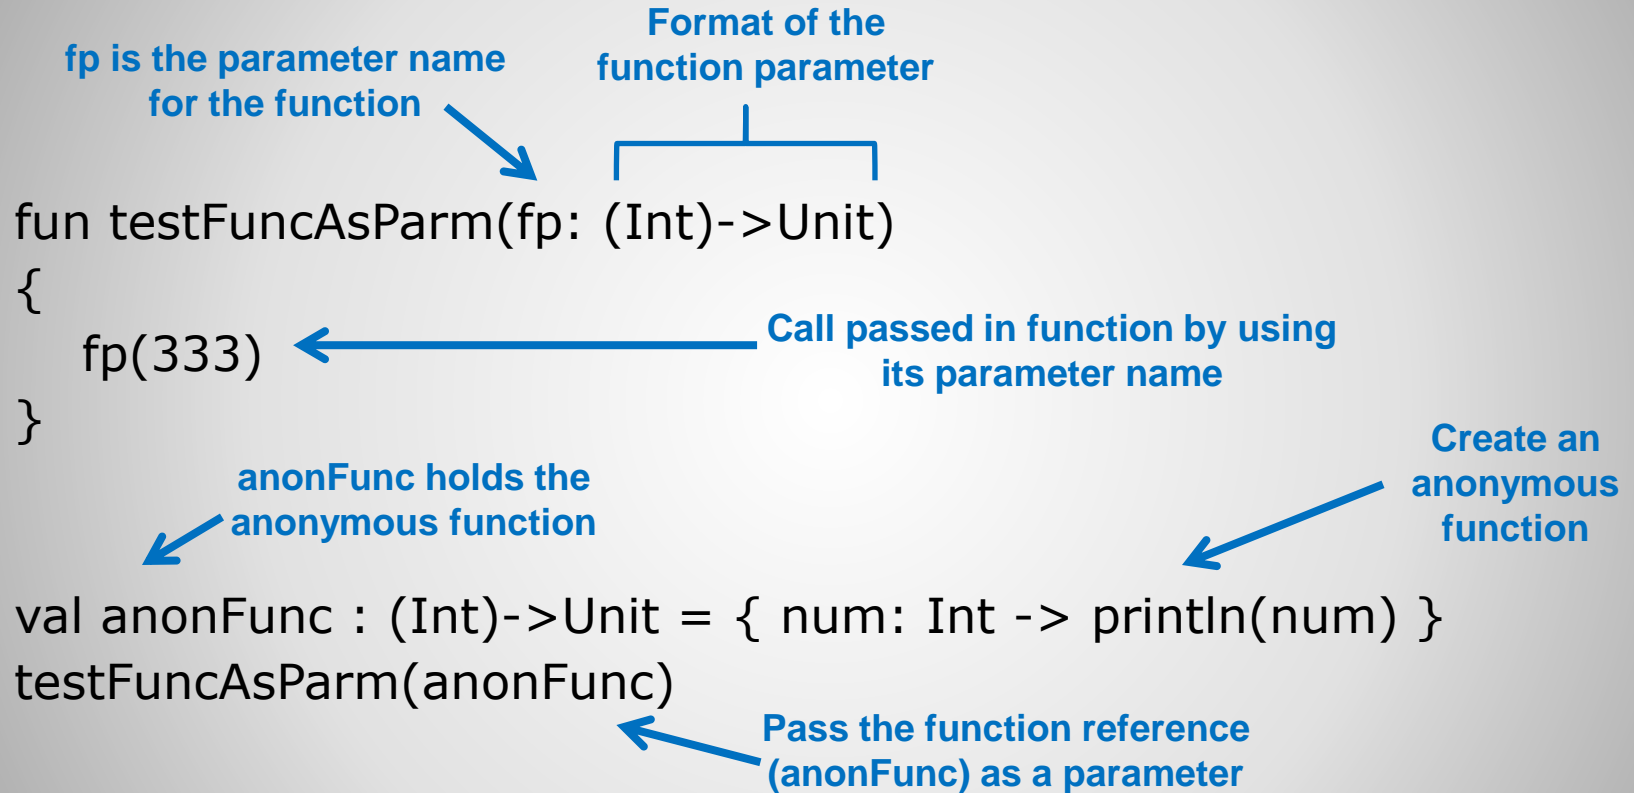 Format of the
function parameter
fp is the parameter name
for the function
fun testFuncAsParm(fp: (Int)->Unit)
{
fp(333)
}
Call passed in function by using
its parameter name
anonFunc holds the
anonymous function
Create an
anonymous
function
val anonFunc : (Int)->Unit = { num: Int -> println(num) }
testFuncAsParm(anonFunc)
Pass the function reference
(anonFunc) as a parameter